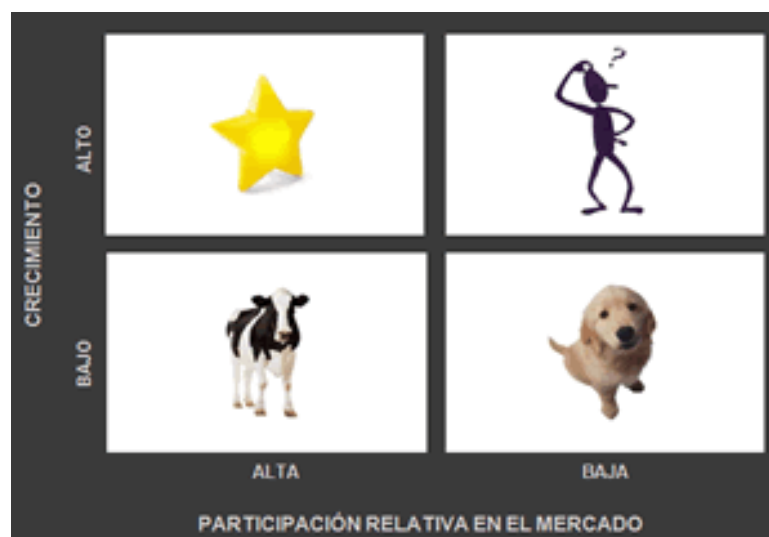 CRECIMIENTO
ALTO
?
BAJO
ALTA
BAJA
PARTICIPACIÓN RELATIVA EN EL MERCADO